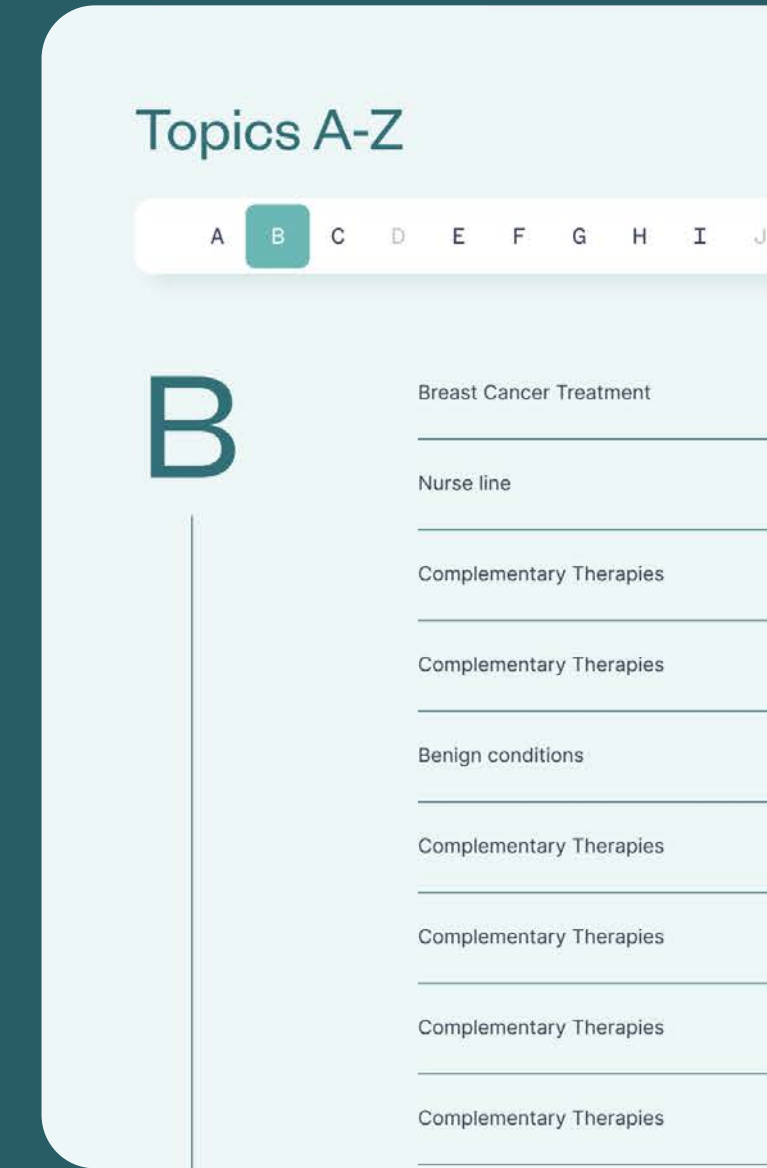 Topics A-Z
A B C D E F G H I J
B
Breast Cancer Treatment
Nurse line
Complementary Therapies
Complementary Therapies
Benign conditions
Complementary Therapies
Complementary Therapies
Complementary Therapies
Complementary Therapies